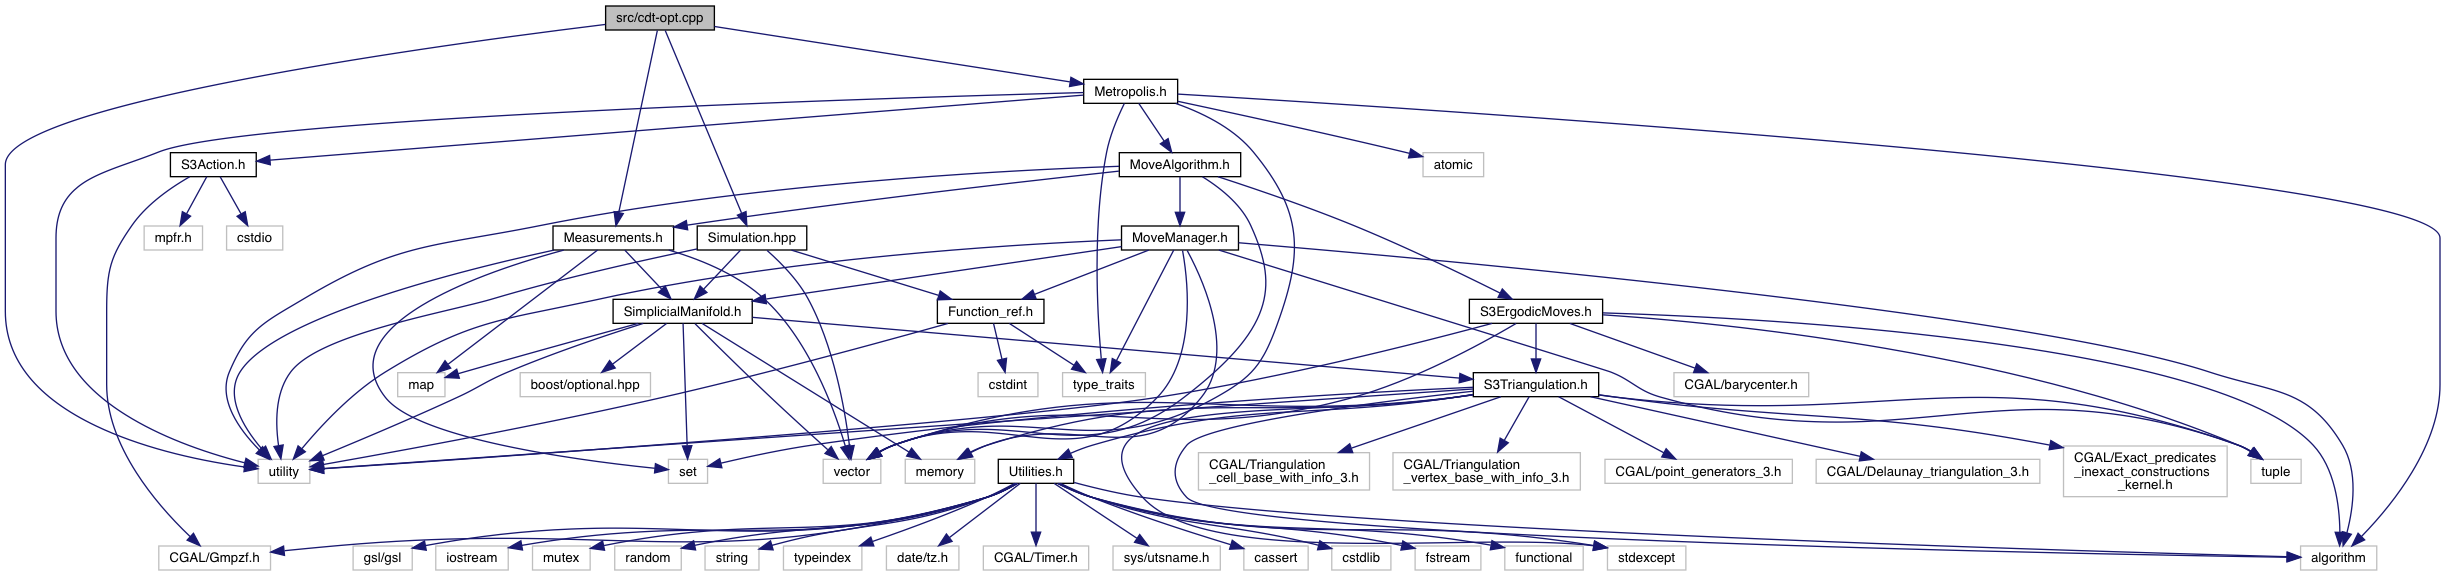 src/cdt-opt.cpp
Metropolis.h
S3Action.h
MoveAlgorithm.h
atomic
mpfr.h
cstdio
Measurements.h
Simulation.hpp
MoveManager.h
SimplicialManifold.h
Function_ref.h
S3ErgodicMoves.h
map
boost/optional.hpp
cstdint
type_traits
S3Triangulation.h
CGAL/barycenter.h
utility
set
vector
memory
Utilities.h
CGAL/Triangulation
_cell_base_with_info_3.h
CGAL/Triangulation
_vertex_base_with_info_3.h
CGAL/point_generators_3.h
CGAL/Delaunay_triangulation_3.h
CGAL/Exact_predicates
_inexact_constructions
_kernel.h
tuple
CGAL/Gmpzf.h
gsl/gsl
iostream
mutex
random
string
typeindex
date/tz.h
CGAL/Timer.h
sys/utsname.h
cassert
cstdlib
fstream
functional
stdexcept
algorithm